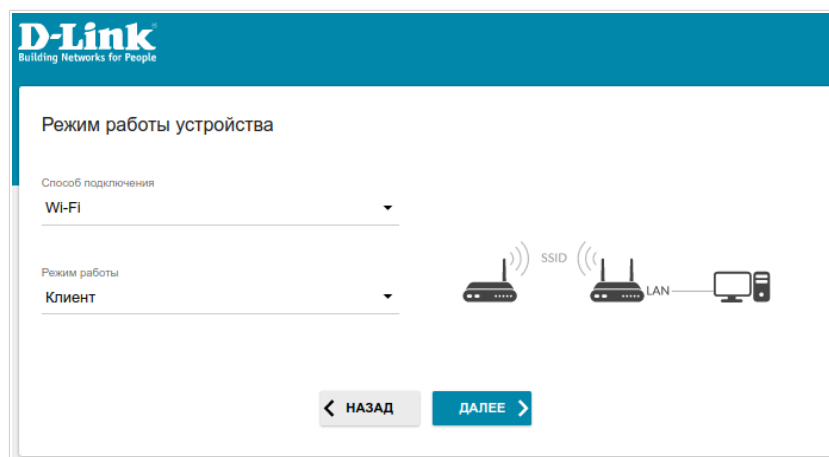 D-Link
Building Networks for People
Режим работы устройства
Способ подключения
Wi-Fi
Режим работы
Клиент
SSID
LAN
НАЗАД
ДАЛЕЕ